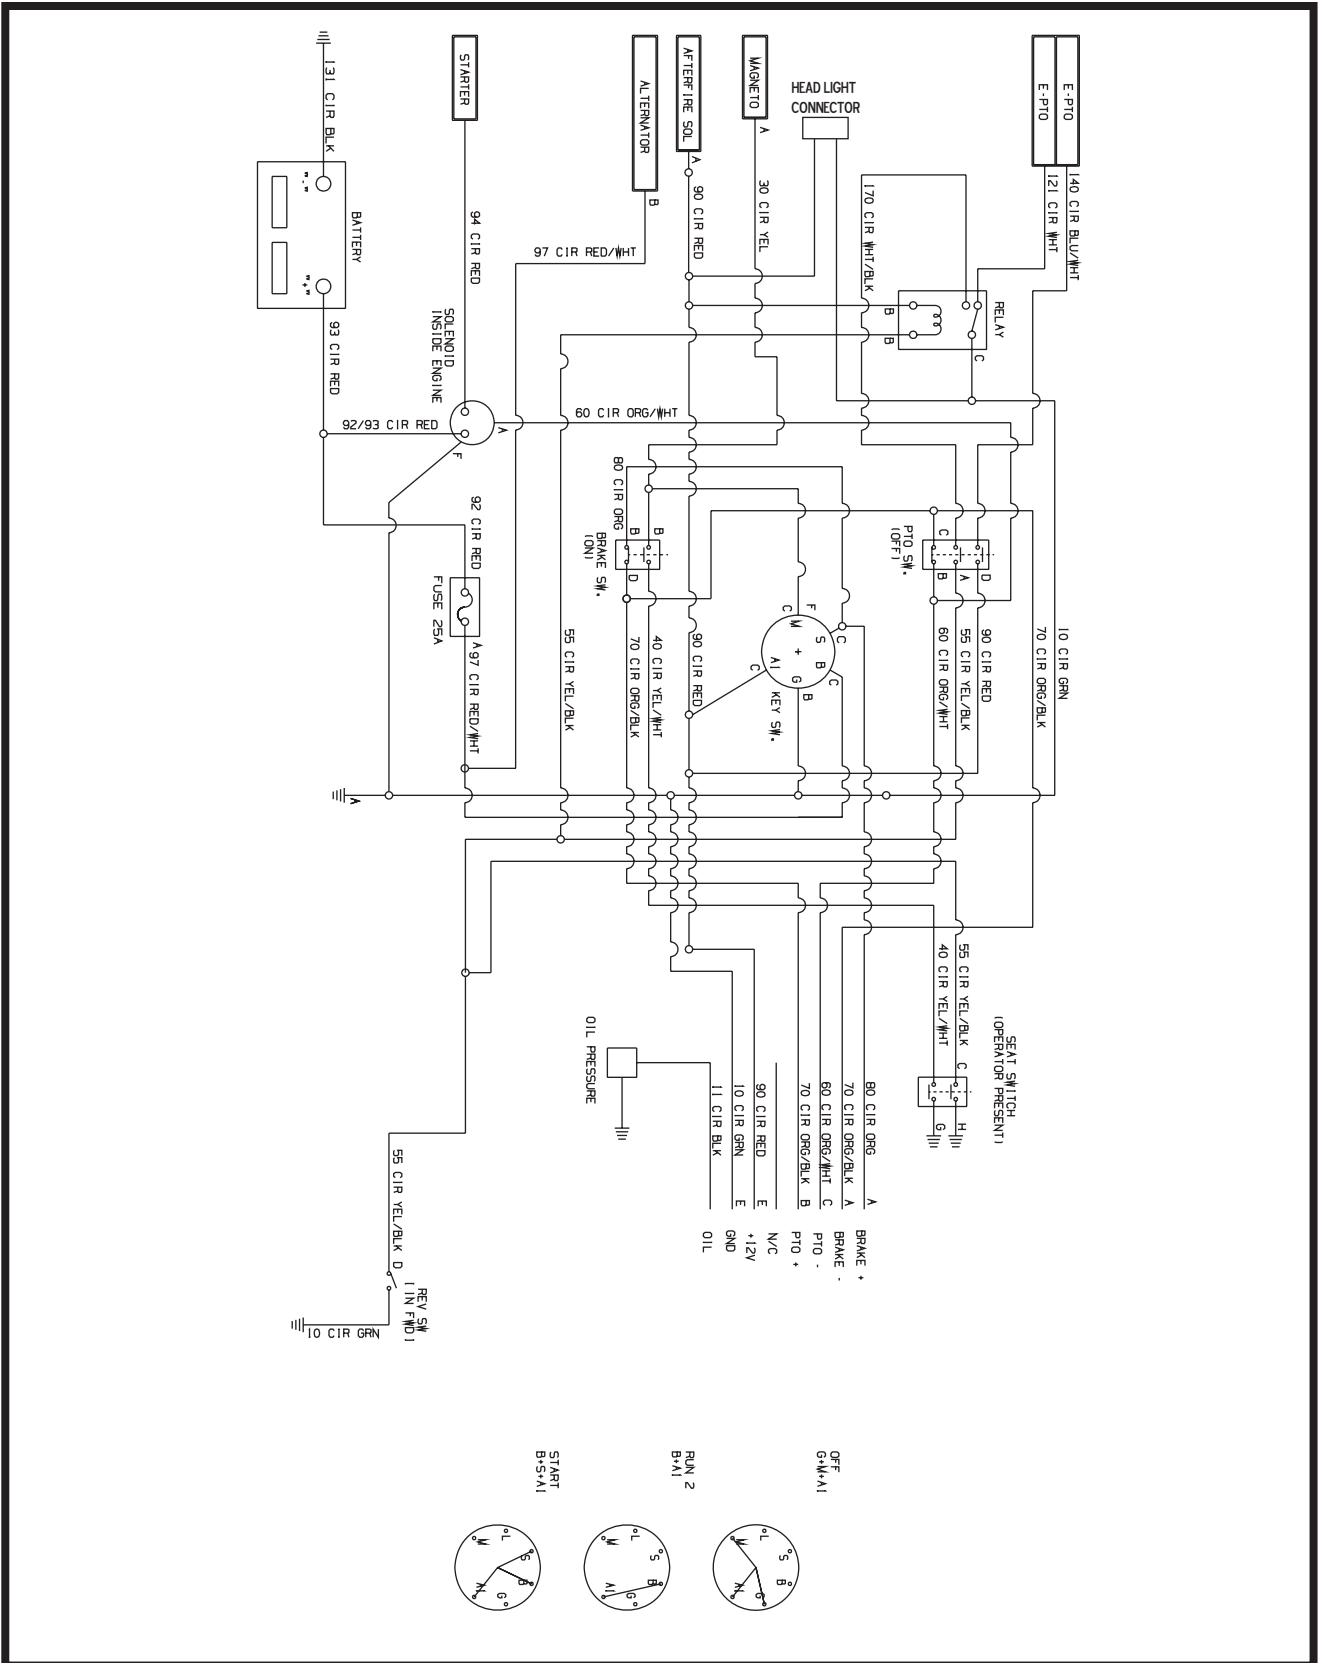 131 CIR BLK
"-"
"+"
BATTERY
93 CIR RED
STARTER
94 CIR RED
SOLENOID
INSIDE ENGINE
92/93 CIR RED
A
F
92 CIR RED
FUSE 25A
A
97 CIR RED/WHT
ALTERNATOR
B
97 CIR RED/WHT
AFTERFIRE SOL
A
90 CIR RED
MAGNETO
A
30 CIR YEL
HEAD LIGHT
CONNECTOR
E-PTO
E-PTO
140 CIR BLU/WHT
121 CIR WHT
170 CIR WHT/BLK
RELAY
B
B
C
60 CIR ORG/WHT
80 CIR ORG
B
B
BRAKE SW.
(ON)
D
PTO SW.
(OFF)
C
B
A
D
55 CIR YEL/BLK
70 CIR ORG/BLK
40 CIR YEL/WHT
90 CIR RED
F
C
M
S
+
B
A1
G
C
C
C
B
KEY SW.
60 CIR ORG/WHT
55 CIR YEL/BLK
90 CIR RED
70 CIR ORG/BLK
10 CIR GRN
A
40 CIR YEL/WHT
55 CIR YEL/BLK
C
SEAT SWITCH
(OPERATOR PRESENT)
G
H
OIL PRESSURE
11 CIR BLK
OIL
10 CIR GRN E
GND
90 CIR RED E
+12V
N/C
70 CIR ORG/BLK B
PTO +
60 CIR ORG/WHT C
PTO -
70 CIR ORG/BLK A
BRAKE -
80 CIR ORG A
BRAKE +
55 CIR YEL/BLK D
REV SW
( IN FWD)
10 CIR GRN
START
B+S+A1
RUN 2
B+A1
OFF
G+M+A1
L
S
B
G
A1
M
L
S
B
G
A1
M
L
S
B
G
A1
M